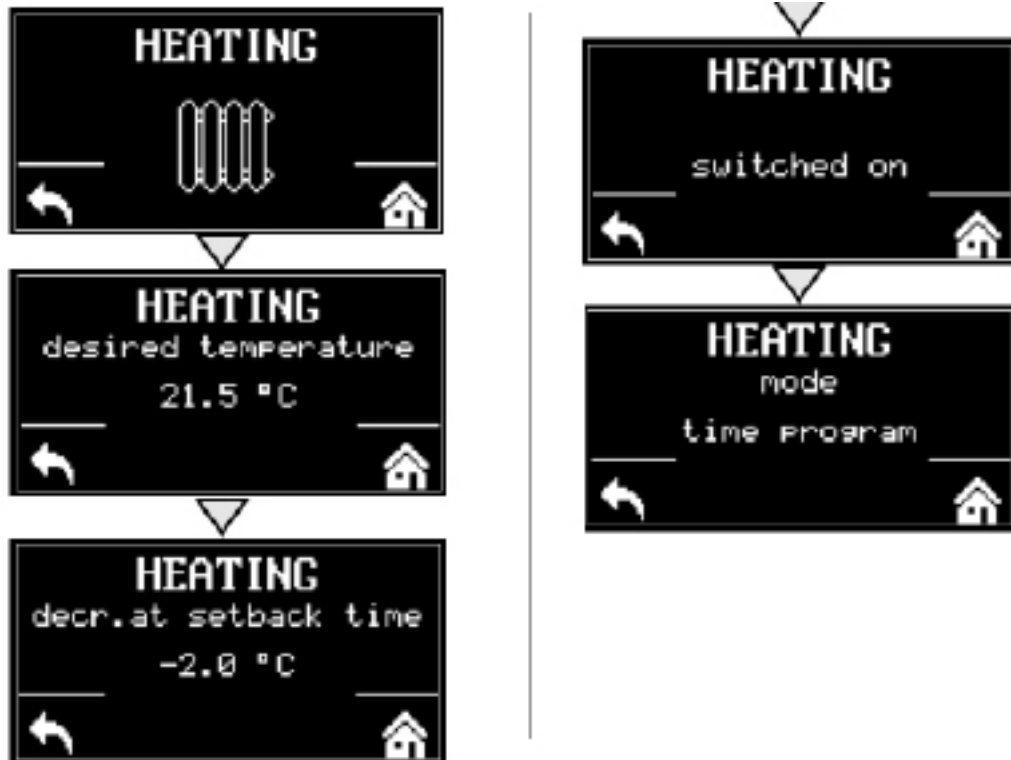 HEATING
HEATING
desired temperature
21.5 °C
HEATING
decr.at setback time
-2.0 °C
HEATING
switched on
HEATING
mode
time program